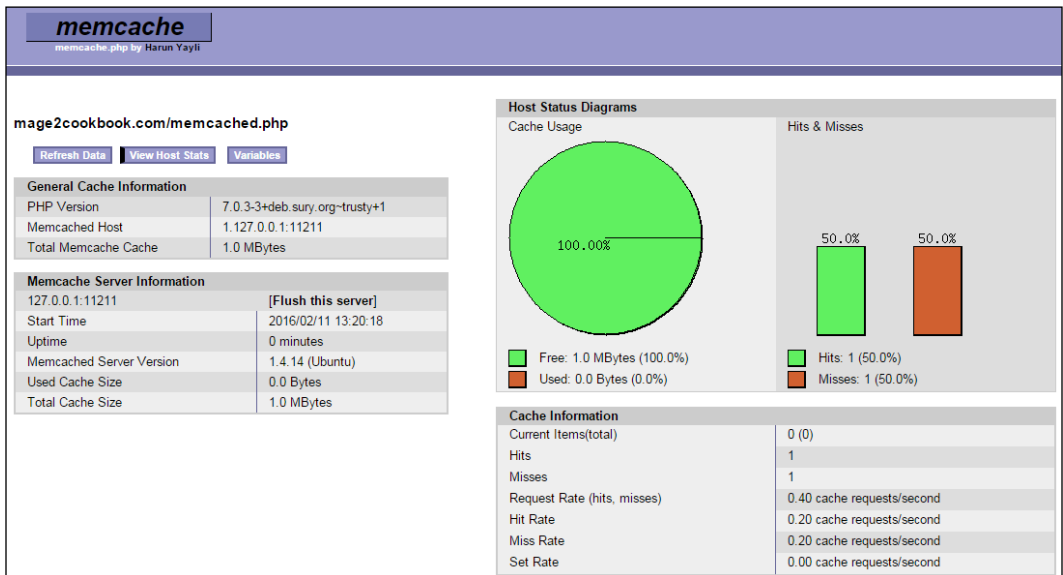 memcache
memcache.php by Harun Yayli
mage2cookbook.com/memcached.php
Refresh Data View Host Stats Variables
General Cache Information
PHP Version 7.0.3-3+deb.sury.org~trusty+1
Memcached Host 1.127.0.0.1:11211
Total Memcache Cache 1.0 MBytes
Memcache Server Information
127.0.0.1:11211 [Flush this server]
Start Time 2016/02/11 13:20:18
Uptime 0 minutes
Memcached Server Version 1.4.14 (Ubuntu)
Used Cache Size 0.0 Bytes
Total Cache Size 1.0 MBytes
Host Status Diagrams
Cache Usage
100.00%
Free: 1.0 MBytes (100.0%)
Used: 0.0 Bytes (0.0%)
Hits & Misses
50.0% 50.0%
Hits: 1 (50.0%)
Misses: 1 (50.0%)
Cache Information
Current Items(total) 0 (0)
Hits 1
Misses 1
Request Rate (hits, misses) 0.40 cache requests/second
Hit Rate 0.20 cache requests/second
Miss Rate 0.20 cache requests/second
Set Rate 0.00 cache requests/second